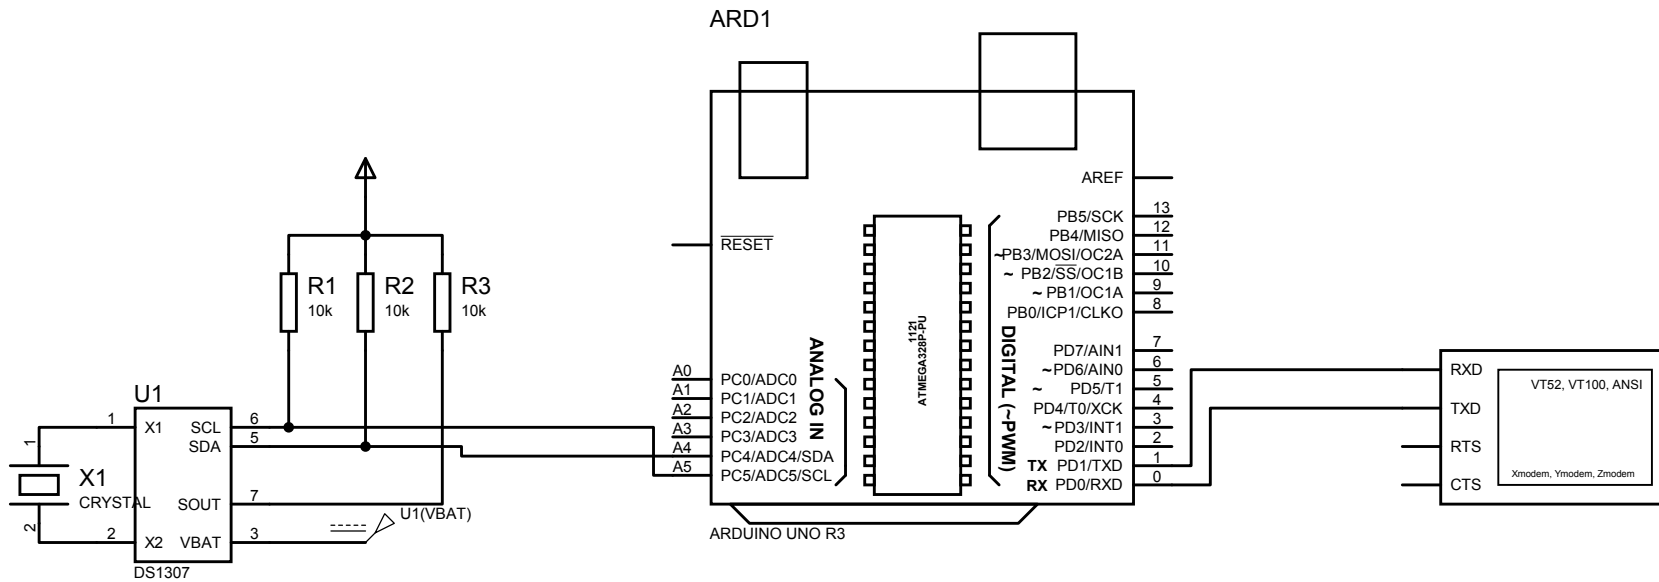 ARD1
AREF
RESET
PB5/SCK 13
PB4/MISO 12
~PB3/MOSI/OC2A 11
~ PB2/SS/OC1B 10
~ PB1/OC1A 9
PB0/ICP1/CLKO 8
PD7/AIN1 7
~PD6/AIN0 6
~ PD5/T1 5
PD4/T0/XCK 4
~PD3/INT1 3
PD2/INT0 2
TX PD1/TXD 1
RX PD0/RXD 0
DIGITAL (~PWM)
1121
ATMEGA328P-PU
ANALOG IN
A0 PC0/ADC0
A1 PC1/ADC1
A2 PC2/ADC2
A3 PC3/ADC3
A4 PC4/ADC4/SDA
A5 PC5/ADC5/SCL
ARDUINO UNO R3
R1
10k
R2
10k
R3
10k
U1
1 X1
2 X2
SCL 6
SDA 5
SOUT 7
VBAT 3
DS1307
U1(VBAT)
1
X1
CRYSTAL
2
RXD
TXD
RTS
CTS
VT52, VT100, ANSI
Xmodem, Ymodem, Zmodem